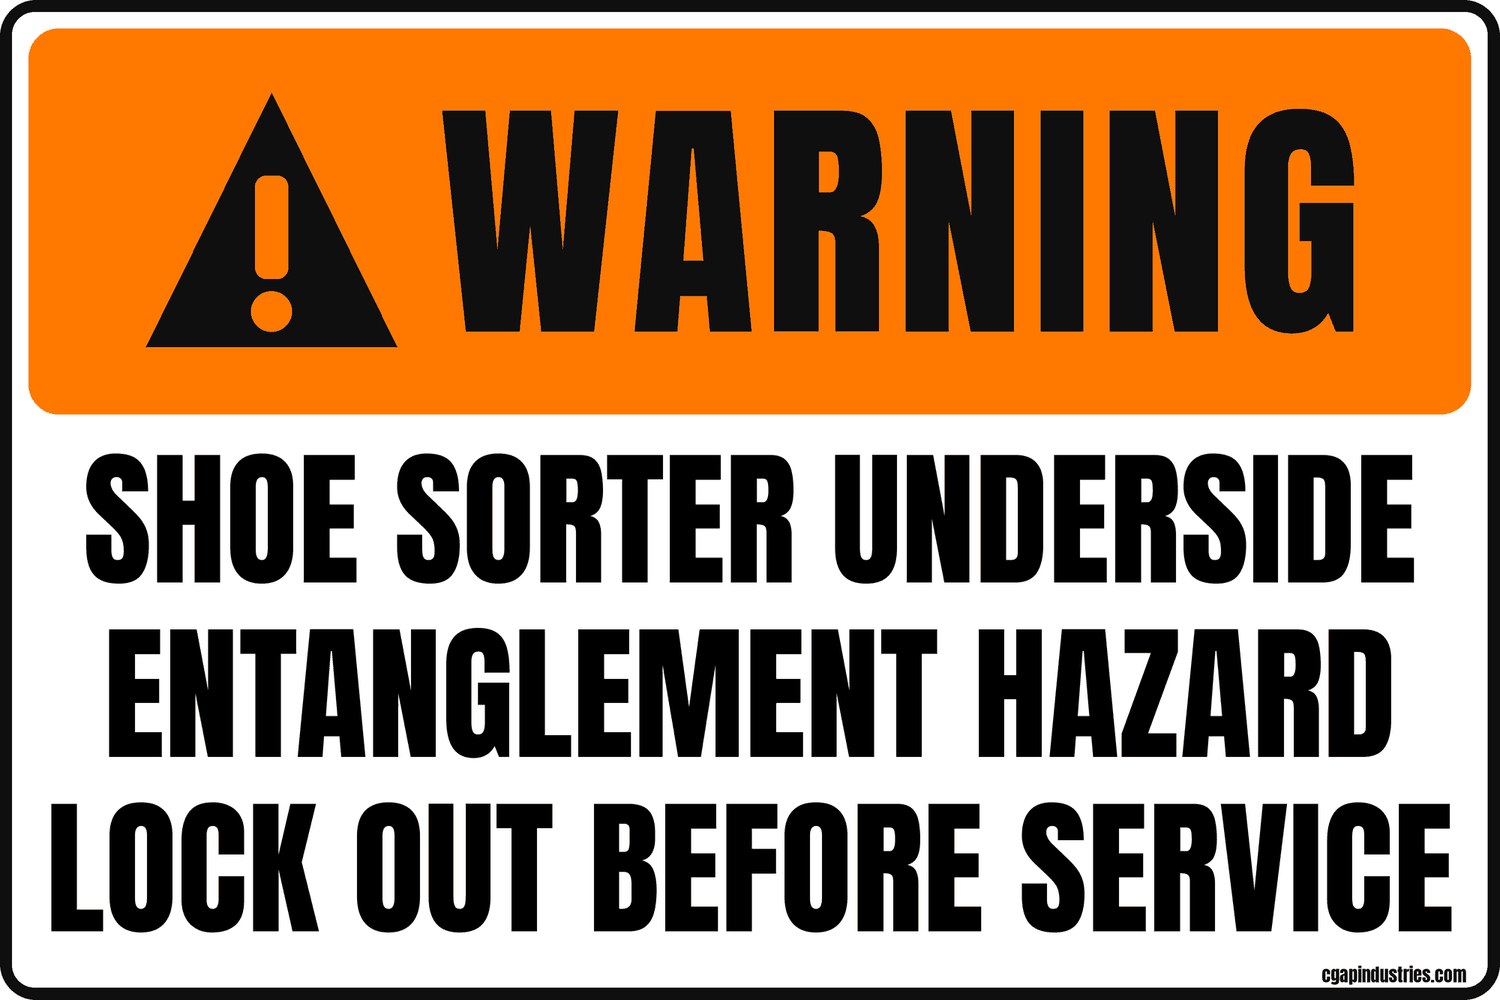 WARNING
SHOE SORTER UNDERSIDE
ENTANGLEMENT HAZARD
LOCK OUT BEFORE SERVICE
cgapindustries.com